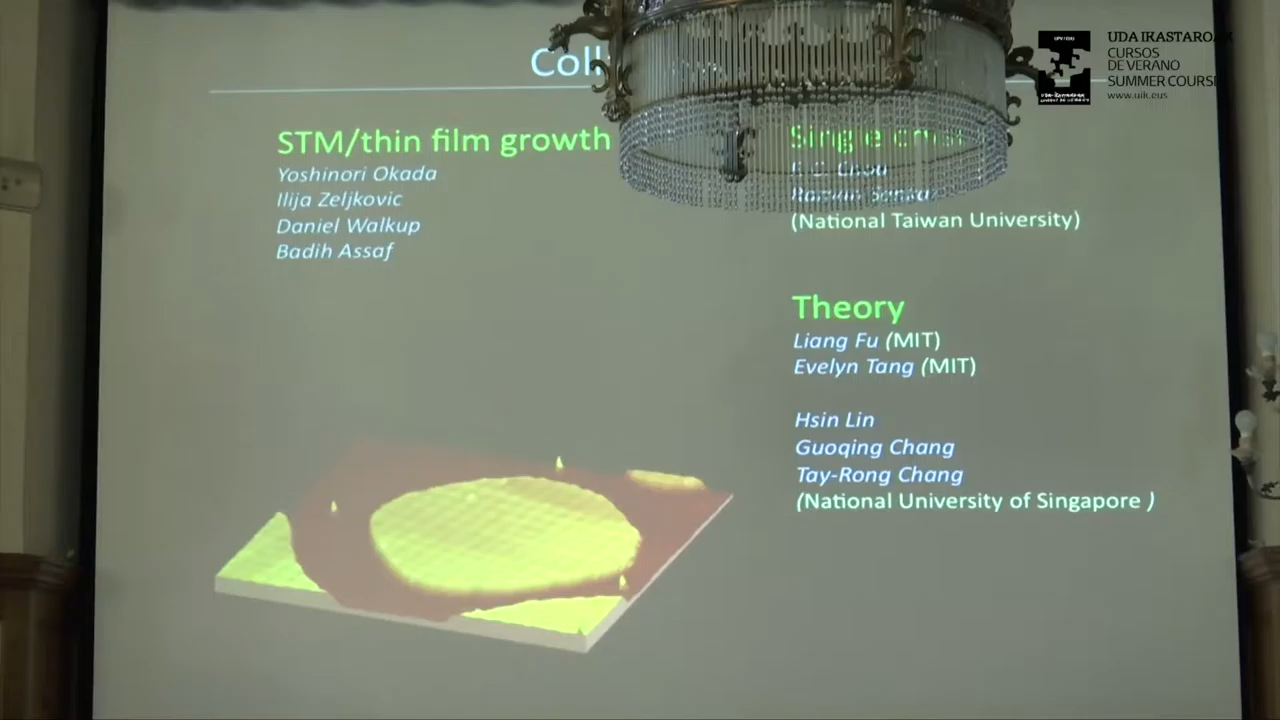 Coll
STM/thin film growth
Yoshinori Okada
Ilija Zeljkovic
Daniel Walkup
Badih Assaf
Single
Chou
(National Taiwan University)
Theory
Liang Fu (MIT)
Evelyn Tang (MIT)
Hsin Lin
Guoqing Chang
Tay-Rong Chang
(National University of Singapore )
UDA IKASTAROAK
CURSOS
DE VERANO
SUMMER COURSE
www.uik.eus